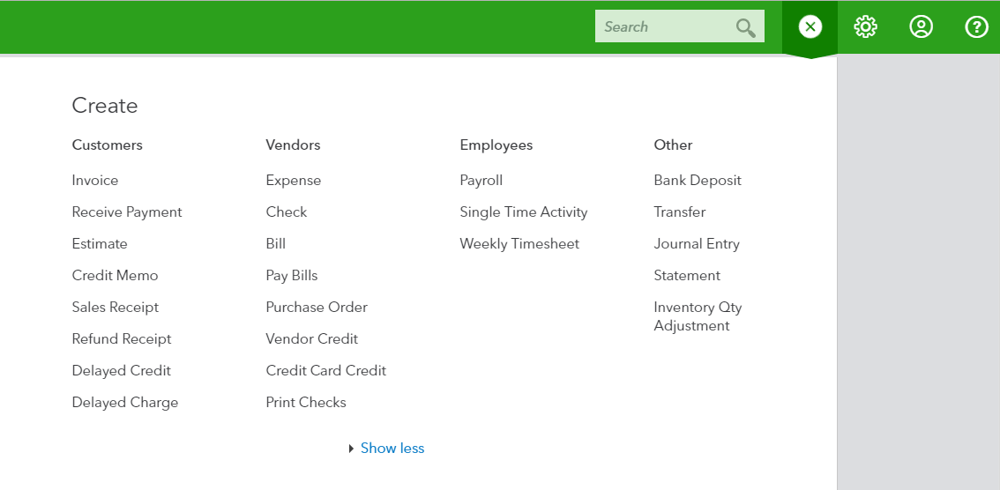 Search
Create
Customers
Invoice
Receive Payment
Estimate
Credit Memo
Sales Receipt
Refund Receipt
Delayed Credit
Delayed Charge
Vendors
Expense
Check
Bill
Pay Bills
Purchase Order
Vendor Credit
Credit Card Credit
Print Checks
Employees
Payroll
Single Time Activity
Weekly Timesheet
Other
Bank Deposit
Transfer
Journal Entry
Statement
Inventory Qty
Adjustment
Show less